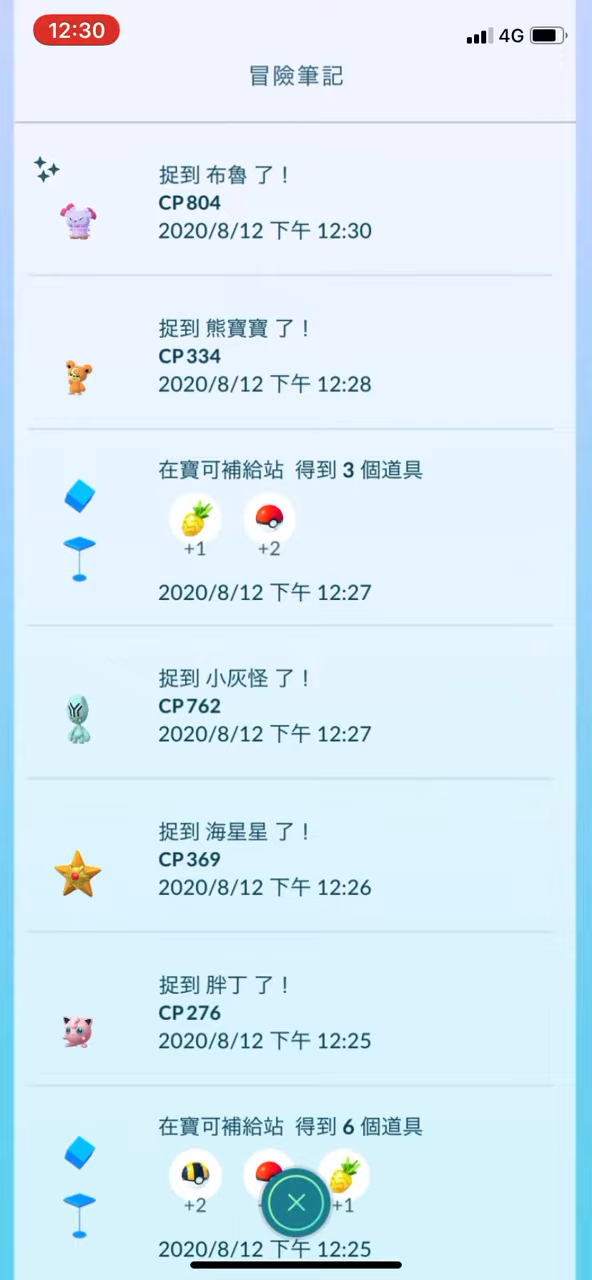 12:30
4G
冒險筆記
捉到 布魯 了！
CP804
2020/8/12 下午 12:30
捉到 熊寶寶 了！
CP334
2020/8/12 下午 12:28
在寶可補給站 得到 3 個道具
+1 +2
2020/8/12 下午 12:27
捉到 小灰怪 了！
CP762
2020/8/12 下午 12:27
捉到 海星星 了！
CP369
2020/8/12 下午 12:26
捉到 胖丁 了！
CP276
2020/8/12 下午 12:25
在寶可補給站 得到 6 個道具
+2 +1
2020/8/12 下午 12:25